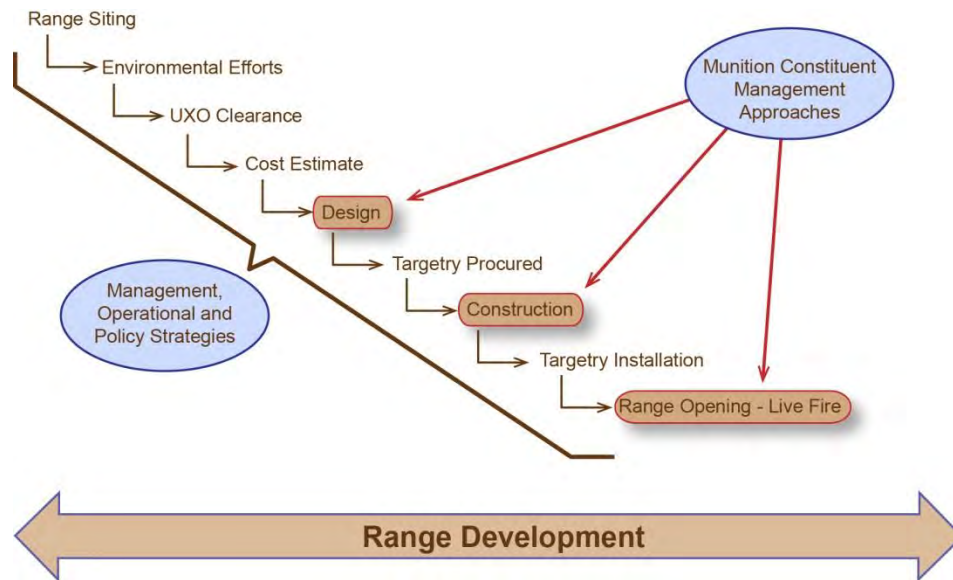 Range Siting
Environmental Efforts
UXO Clearance
Cost Estimate
Design
Targetry Procured
Construction
Targetry Installation
Range Opening - Live Fire
Munition Constituent
Management
Approaches
Management,
Operational and
Policy Strategies
Range Development